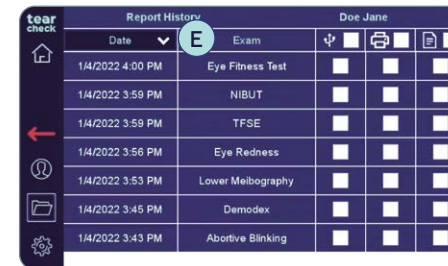 tear
check
Report History
Doe Jane
Date
E
Exam
1/4/2022 4:00 PM
Eye Fitness Test
1/4/2022 3:59 PM
NIBUT
1/4/2022 3:59 PM
TFSE
1/4/2022 3:56 PM
Eye Redness
1/4/2022 3:53 PM
Lower Meibography
1/4/2022 3:45 PM
Demodex
1/4/2022 3:43 PM
Abortive Blinking